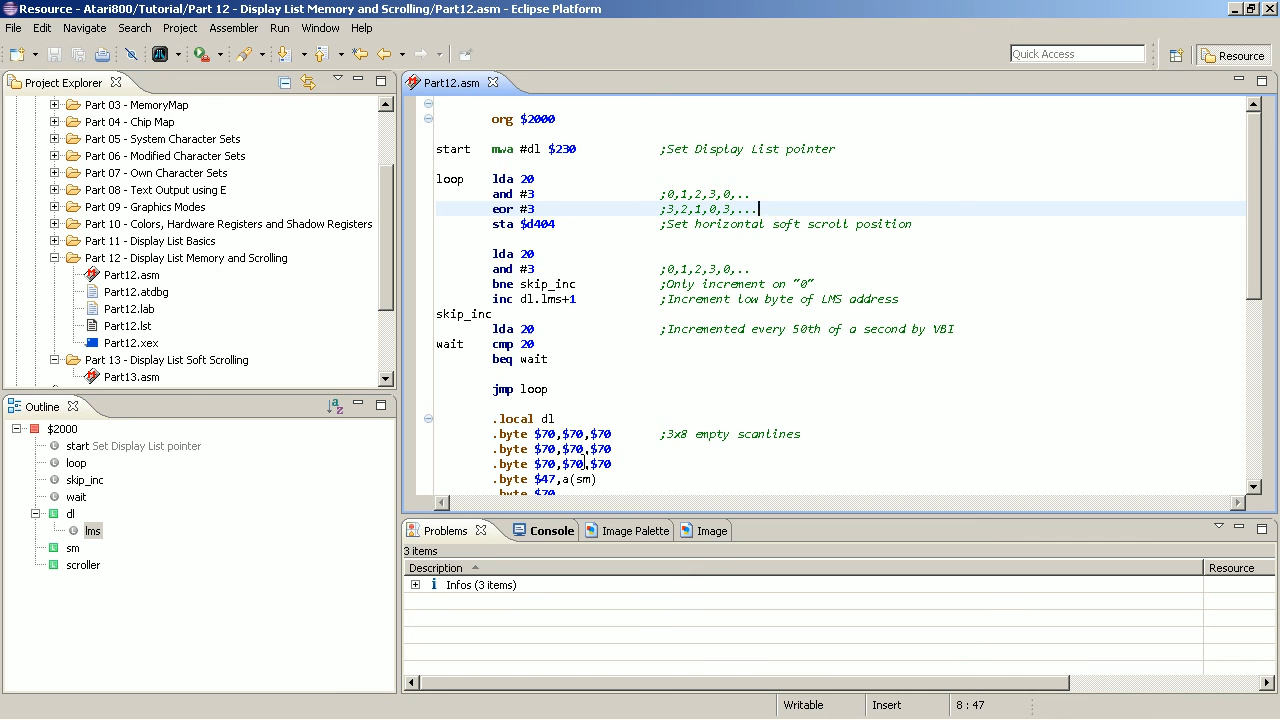 Resource - Atari800/Tutorial/Part 12 - Display List Memory and Scrolling/Part12.asm - Eclipse Platform
File Edit Navigate Search Project Assembler Run Window Help
Quick Access
Resource
Project Explorer
Part 03 - MemoryMap
Part 04 - Chip Map
Part 05 - System Character Sets
Part 06 - Modified Character Sets
Part 07 - Own Character Sets
Part 08 - Text Output using E
Part 09 - Graphics Modes
Part 10 - Colors, Hardware Registers and Shadow Registers
Part 11 - Display List Basics
Part 12 - Display List Memory and Scrolling
Part12.asm
Part12.atdbg
Part12.lab
Part12.lst
Part12.xex
Part 13 - Display List Soft Scrolling
Part13.asm
Outline
$2000
start Set Display List pointer
loop
skip_inc
wait
dl
lms
sm
scroller
Part12.asm
org $2000
start mwa #dl $230 ;Set Display List pointer
loop lda 20
and #3 ;0,1,2,3,0,..
eor #3 ;3,2,1,0,3,...
sta $d404 ;Set horizontal soft scroll position
lda 20
and #3 ;0,1,2,3,0,..
bne skip_inc ;Only increment on "0"
inc dl.lms+1 ;Increment low byte of LMS address
skip_inc
lda 20 ;Incremented every 50th of a second by VBI
wait cmp 20
beq wait
jmp loop
.local dl
.byte $70,$70,$70 ;3x8 empty scanlines
.byte $70,$70,$70
.byte $70,$70,$70
.byte $47,a(sm)
.byte $70
Problems Console Image Palette Image
3 items
Description Resource
Infos (3 items)
Writable Insert 8 : 47